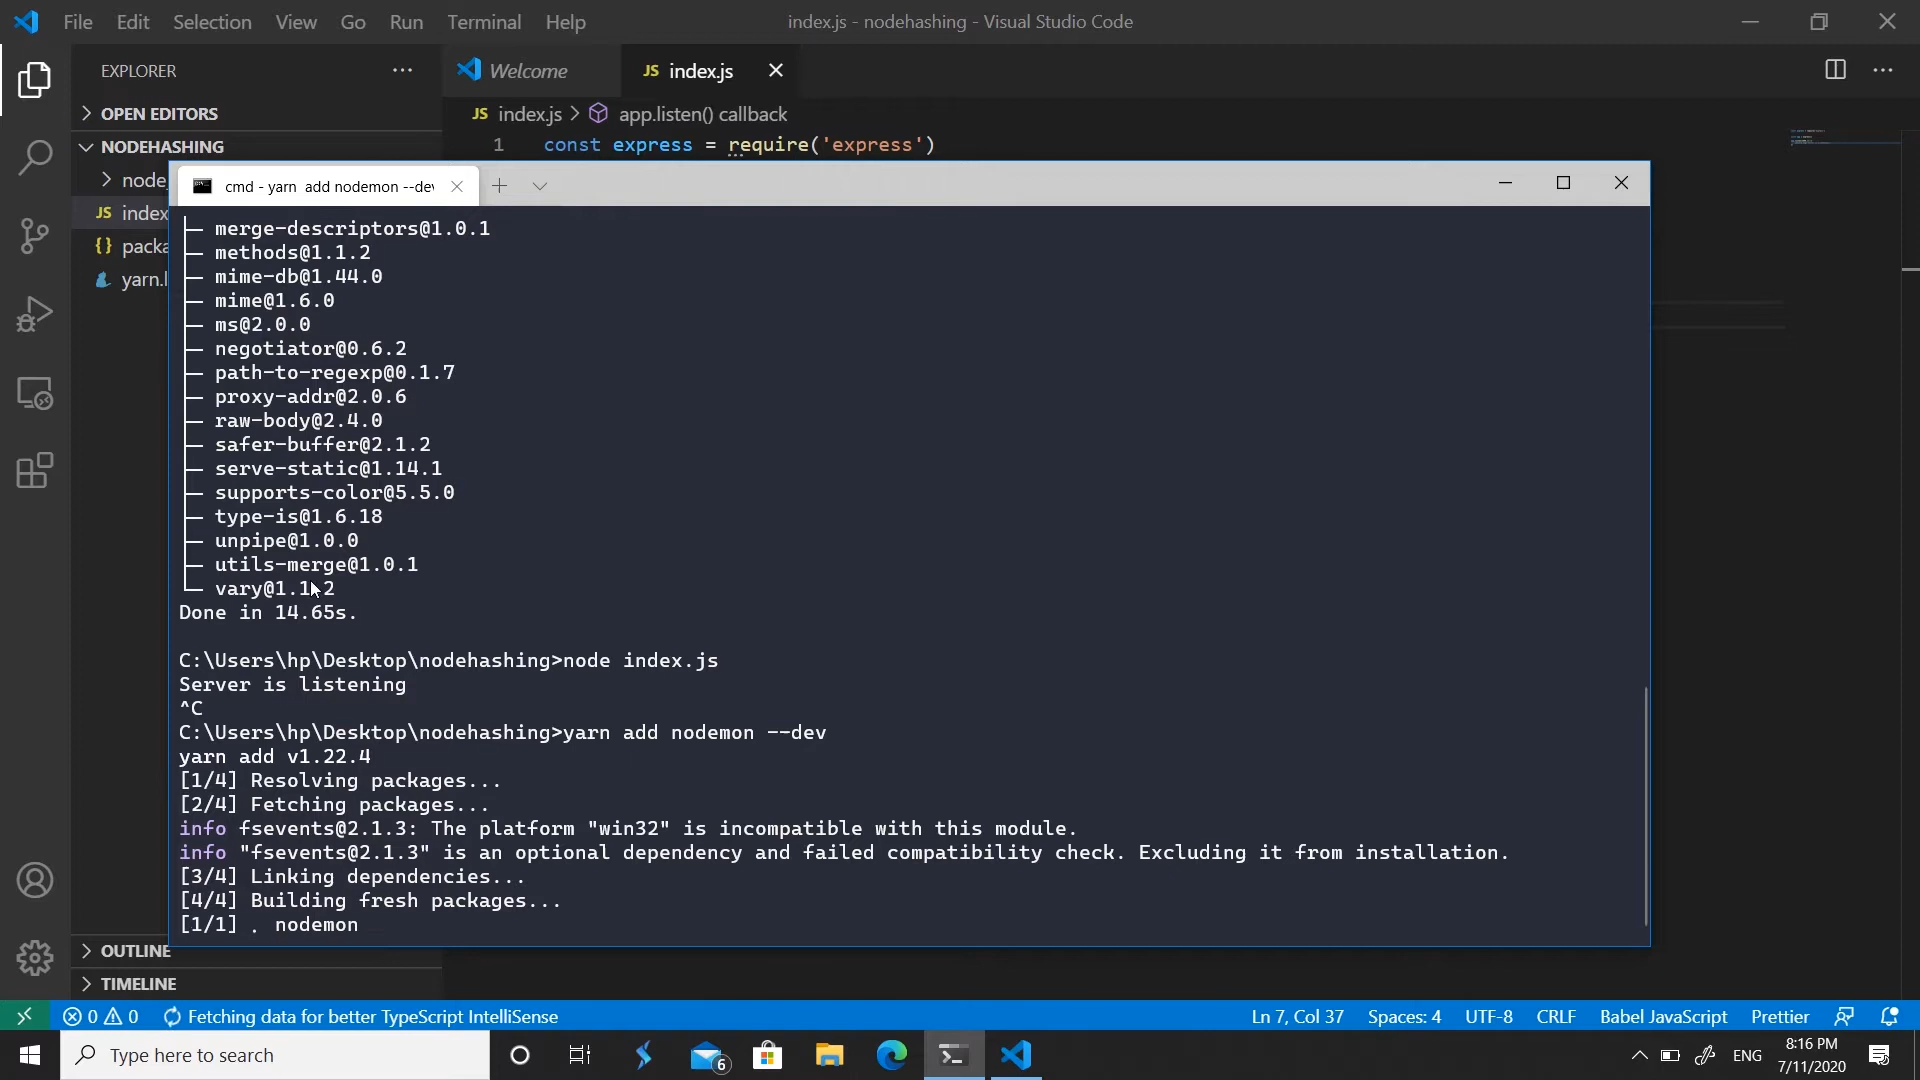 File Edit Selection View Go Run Terminal Help
index.js - nodehashing - Visual Studio Code
EXPLORER
Welcome
JS index.js
OPEN EDITORS
JS index.js > app.listen() callback
NODEHASHING
1 const express = require('express')
node_
JS index
{} packa
yarn.l
cmd - yarn  add nodemon --dev
merge-descriptors@1.0.1
methods@1.1.2
mime-db@1.44.0
mime@1.6.0
ms@2.0.0
negotiator@0.6.2
path-to-regexp@0.1.7
proxy-addr@2.0.6
raw-body@2.4.0
safer-buffer@2.1.2
serve-static@1.14.1
supports-color@5.5.0
type-is@1.6.18
unpipe@1.0.0
utils-merge@1.0.1
vary@1.1.2
Done in 14.65s.
C:\Users\hp\Desktop\nodehashing>node index.js
Server is listening
^C
C:\Users\hp\Desktop\nodehashing>yarn add nodemon --dev
yarn add v1.22.4
[1/4] Resolving packages...
[2/4] Fetching packages...
info fsevents@2.1.3: The platform "win32" is incompatible with this module.
info "fsevents@2.1.3" is an optional dependency and failed compatibility check. Excluding it from installation.
[3/4] Linking dependencies...
[4/4] Building fresh packages...
[1/1] . nodemon
OUTLINE
TIMELINE
0 0 Fetching data for better TypeScript IntelliSense
Ln 7, Col 37 Spaces: 4 UTF-8 CRLF Babel JavaScript Prettier
Type here to search
6
ENG
8:16 PM
7/11/2020